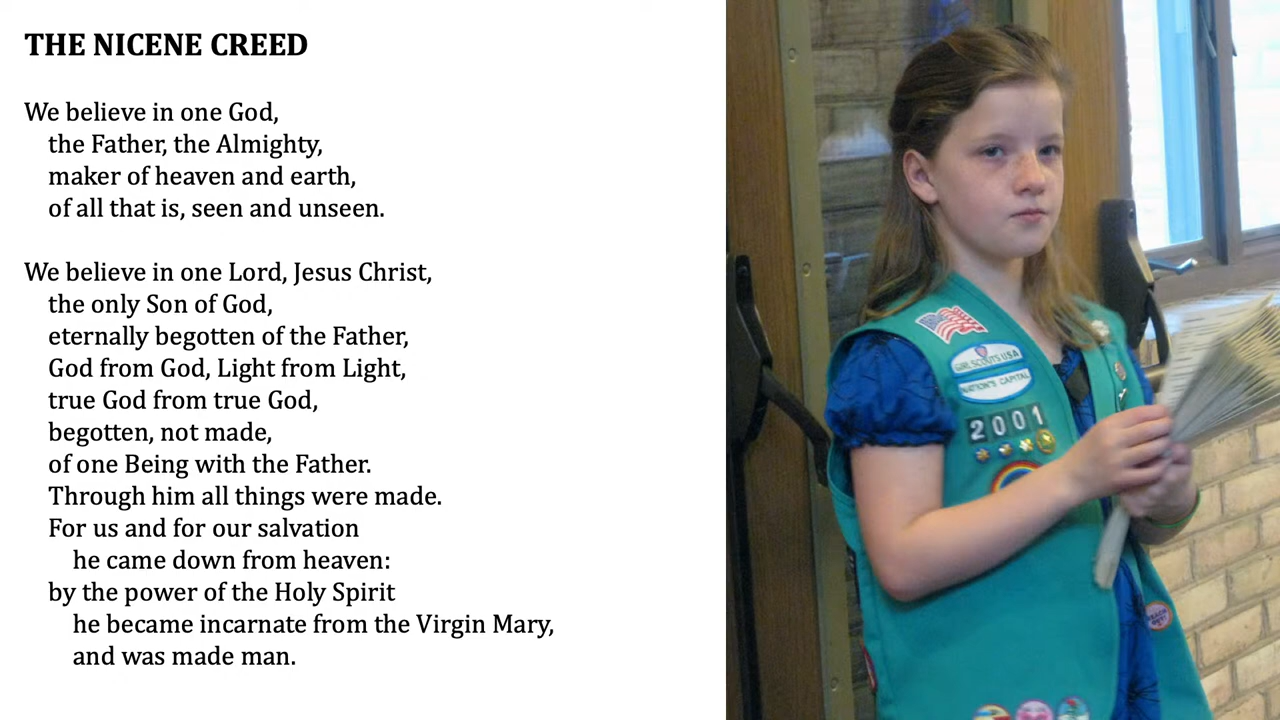 THE NICENE CREED
We believe in one God,
the Father, the Almighty,
maker of heaven and earth,
of all that is, seen and unseen.
We believe in one Lord, Jesus Christ,
the only Son of God,
eternally begotten of the Father,
God from God, Light from Light,
true God from true God,
begotten, not made,
of one Being with the Father.
Through him all things were made.
For us and for our salvation
he came down from heaven:
by the power of the Holy Spirit
he became incarnate from the Virgin Mary,
and was made man.
GIRL SCOUTS USA
NATION'S CAPITAL
2001